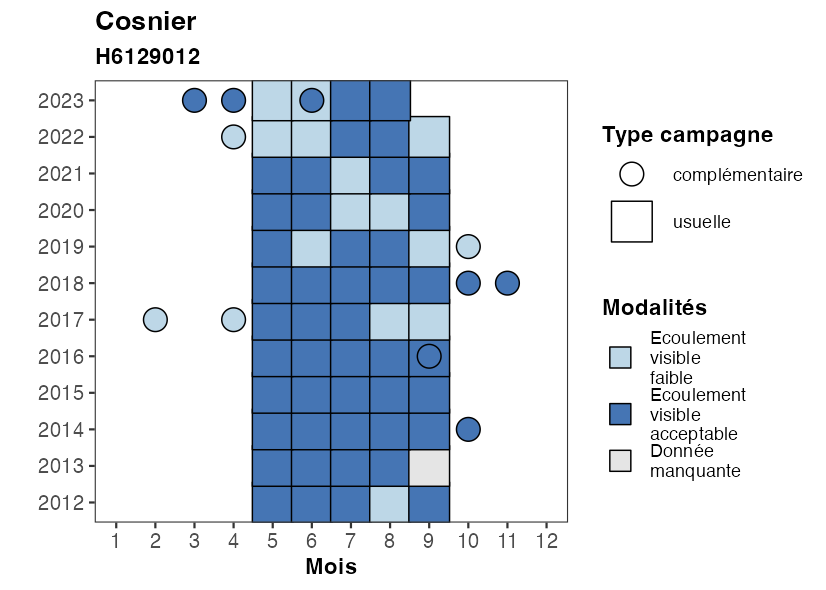 Cosnier
H6129012
2023
2022
2021
2020
2019
2018
2017
2016
2015
2014
2013
2012
1 2 3 4 5 6 7 8 9 10 11 12
Mois
Type campagne
complémentaire
usuelle
Modalités
Ecoulement
visible
faible
Ecoulement
visible
acceptable
Donnée
manquante